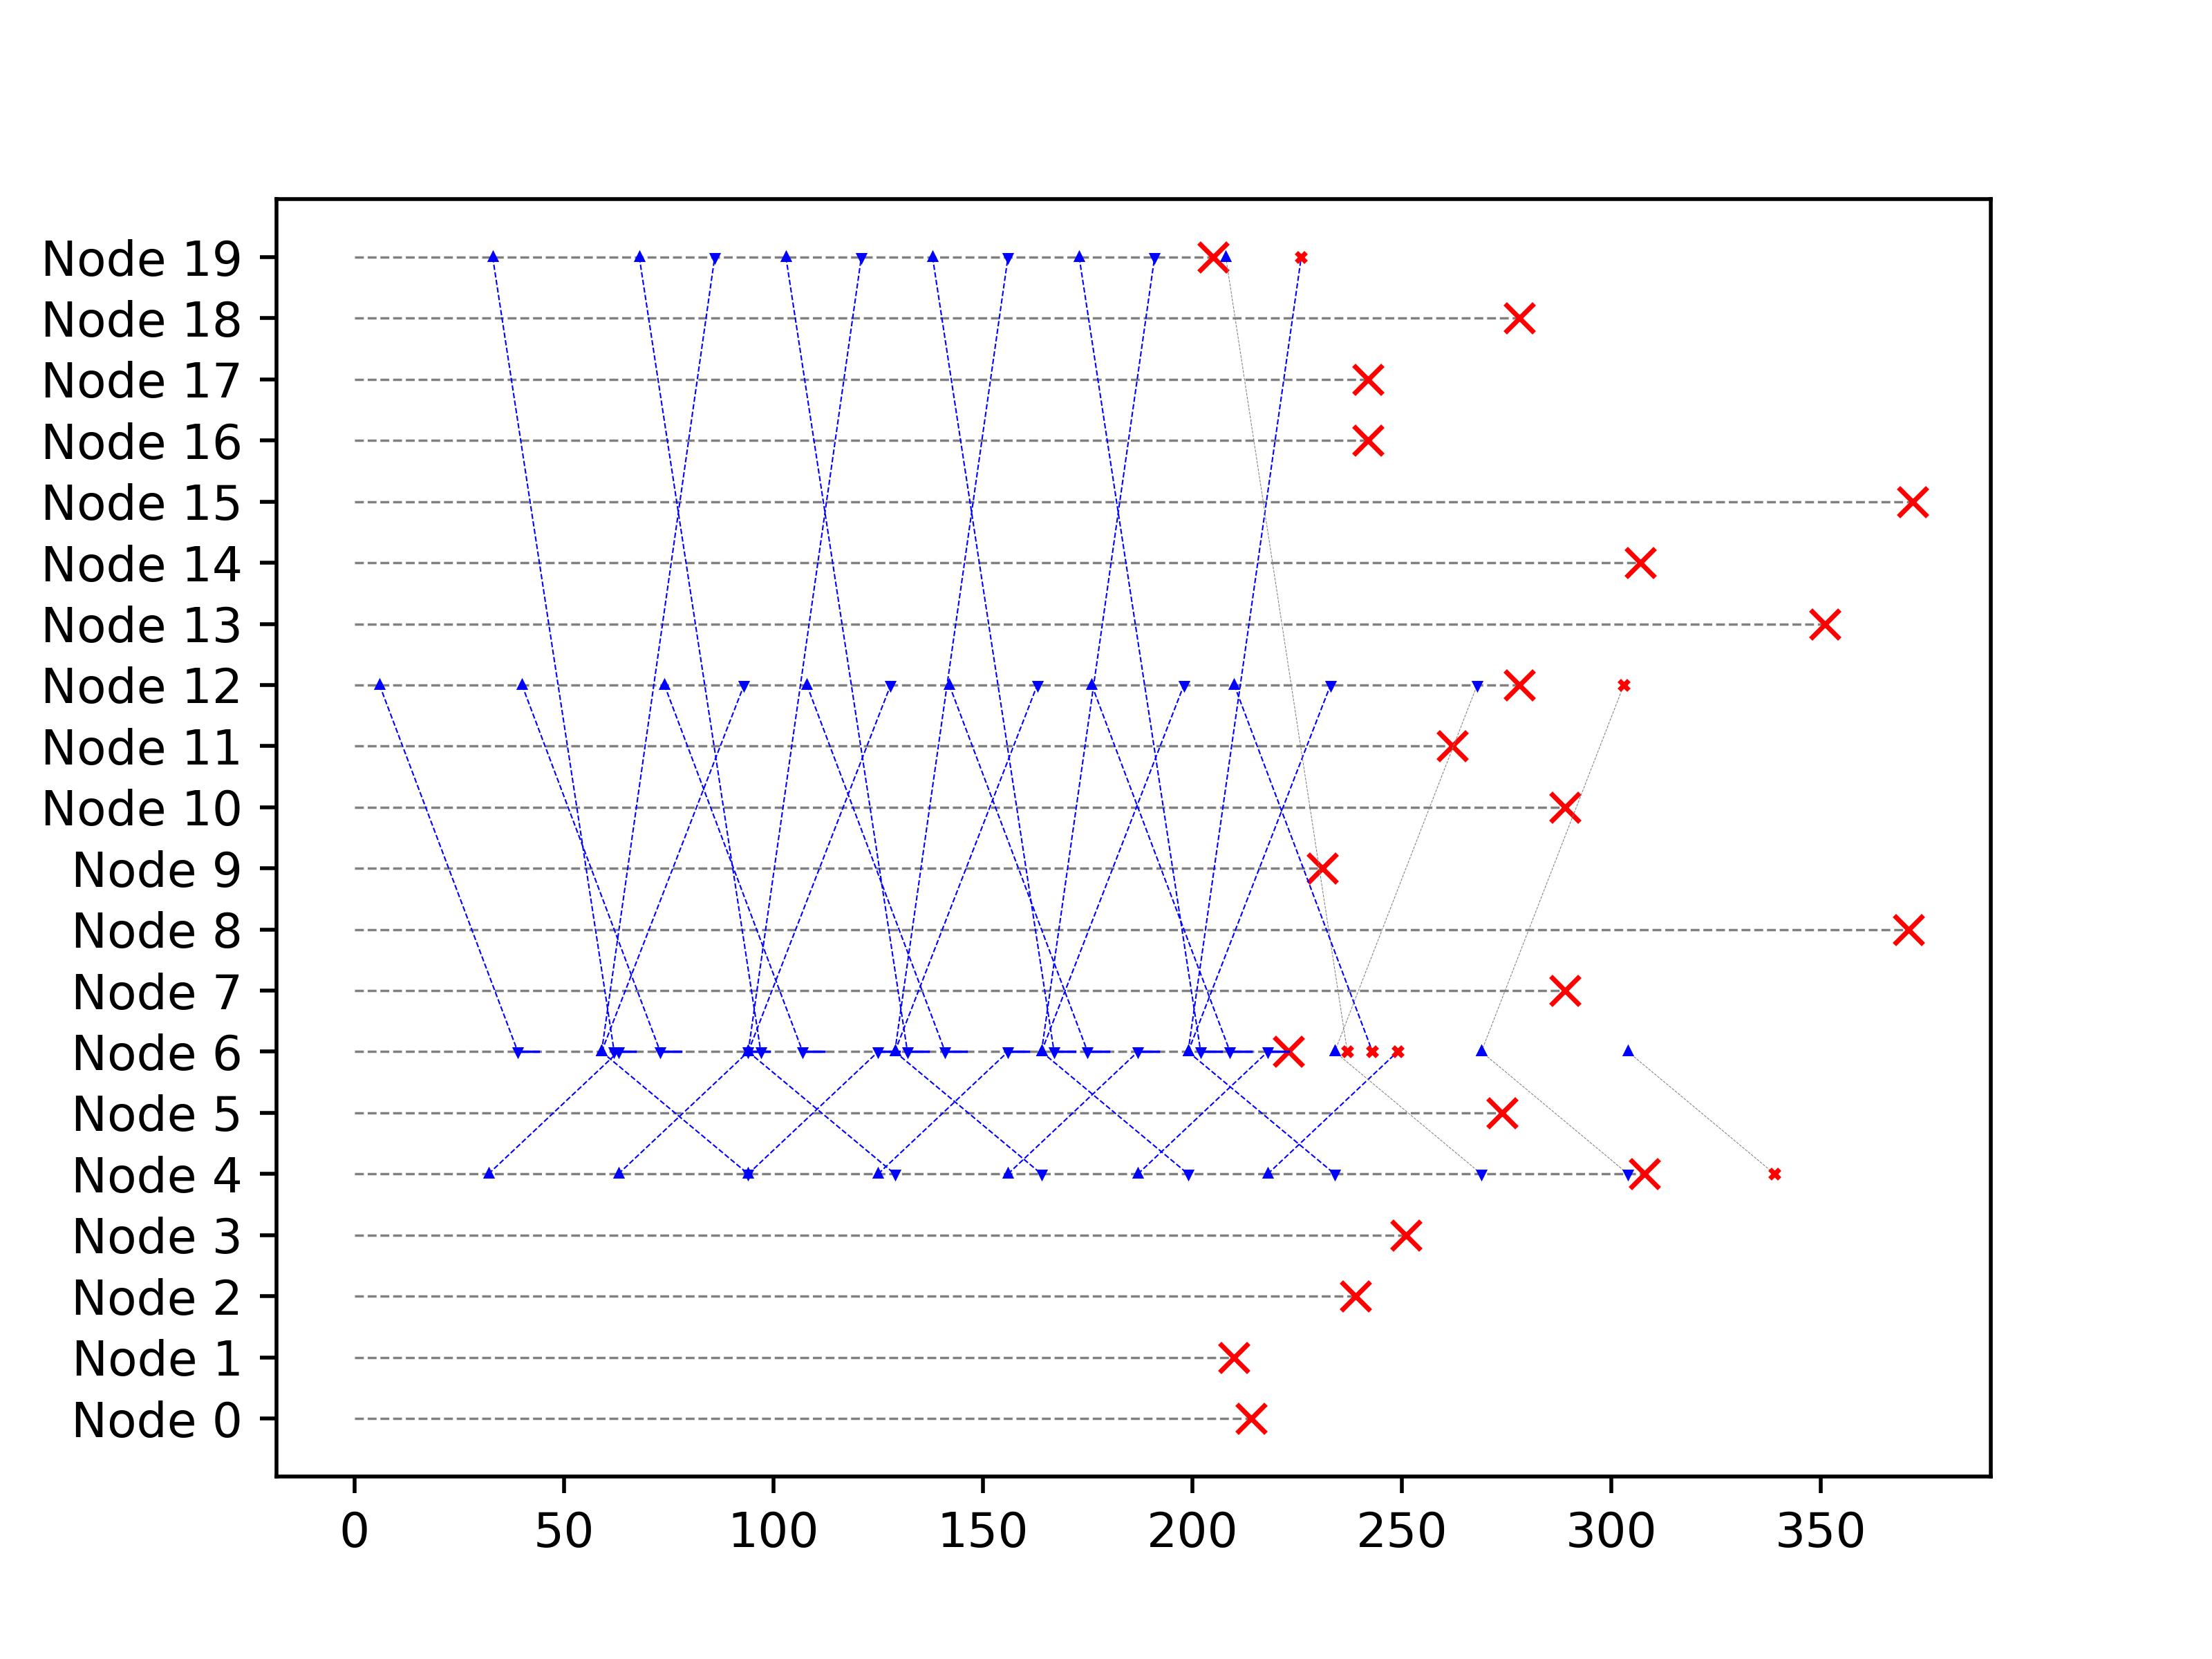 Node 19
Node 18
Node 17
Node 16
Node 15
Node 14
Node 13
Node 12
Node 11
Node 10
Node 9
Node 8
Node 7
Node 6
Node 5
Node 4
Node 3
Node 2
Node 1
Node 0
0 50 100 150 200 250 300 350